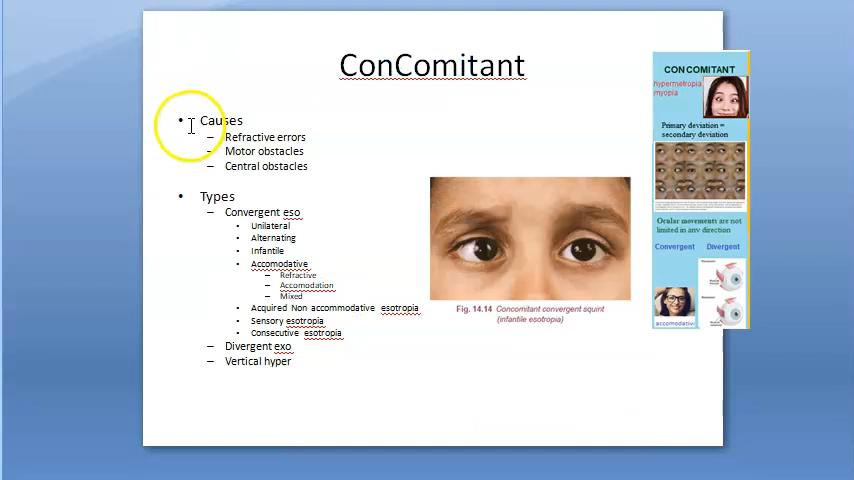 ConComitant
• Causes
– Refractive errors
– Motor obstacles
– Central obstacles
• Types
– Convergent eso
• Unilateral
• Alternating
• Infantile
• Accomodative
– Refractive
– Accomodation
– Mixed
• Acquired Non accommodative esotropia
• Sensory esotropia
• Consecutive esotropia
– Divergent exo
– Vertical hyper
Fig. 14.14 Concomitant convergent squint
(infantile esotropia)
CONCOMITANT
hypermetropia
myopia
Primary deviation =
secondary deviation
Ocular movements are not
limited in any direction
Convergent Divergent
accomodative